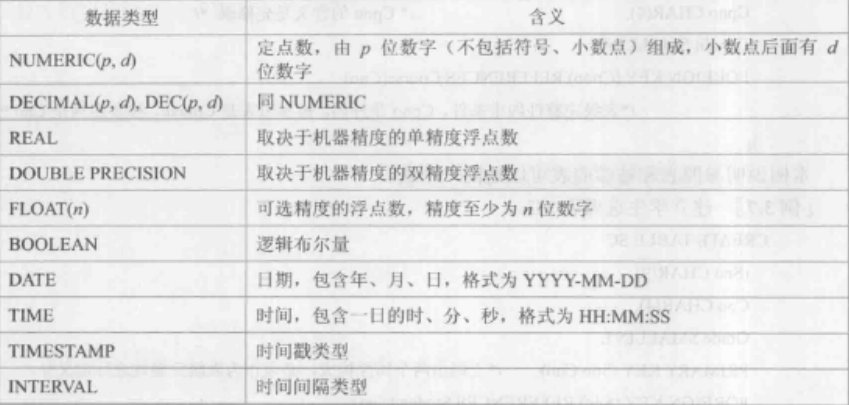 数据类型 含义
NUMERIC(p, d) 定点数，由 p 位数字（不包括符号、小数点）组成，小数点后面有 d
位数字
DECIMAL(p, d), DEC(p, d) 同 NUMERIC
REAL 取决于机器精度的单精度浮点数
DOUBLE PRECISION 取决于机器精度的双精度浮点数
FLOAT(n) 可选精度的浮点数，精度至少为 n 位数字
BOOLEAN 逻辑布尔量
DATE 日期，包含年、月、日，格式为 YYYY-MM-DD
TIME 时间，包含一日的时、分、秒，格式为 HH:MM:SS
TIMESTAMP 时间戳类型
INTERVAL 时间间隔类型